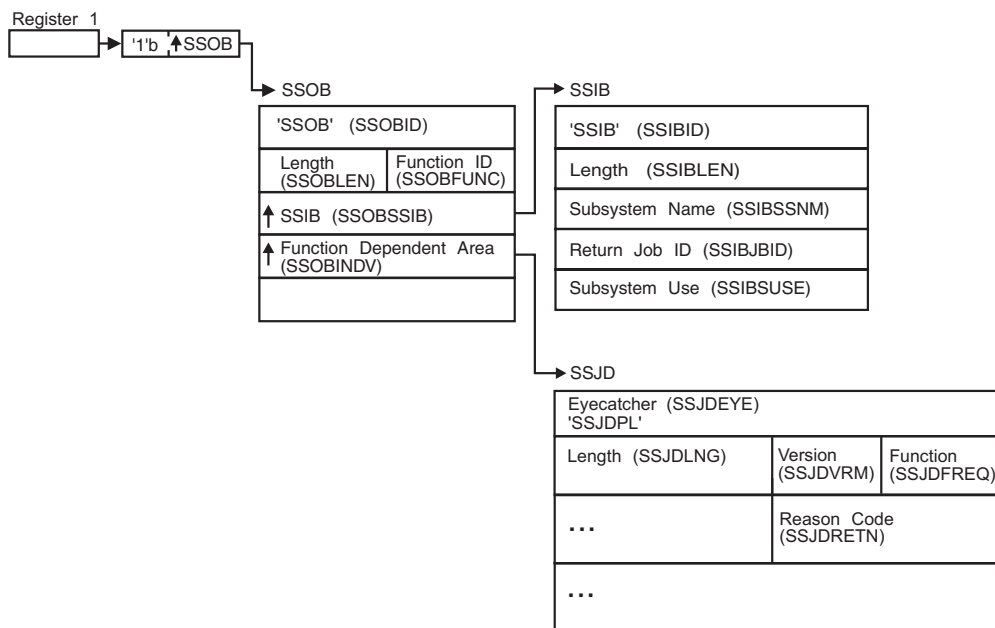 Register 1
'1'b ↑SSOB
SSOB
'SSOB' (SSOBID)
Length
(SSOBLEN)
Function ID
(SSOBFUNC)
↑ SSIB (SSOBSSIB)
↑ Function Dependent Area
(SSOBINDV)
SSIB
'SSIB' (SSIBID)
Length (SSIBLEN)
Subsystem Name (SSIBSSNM)
Return Job ID (SSIBJBID)
Subsystem Use (SSIBSUSE)
SSJD
Eyecatcher (SSJDEYE)
'SSJDPL'
Length (SSJDLNG)
Version
(SSJDVRM)
Function
(SSJDFREQ)
...
Reason Code
(SSJDRETN)
...